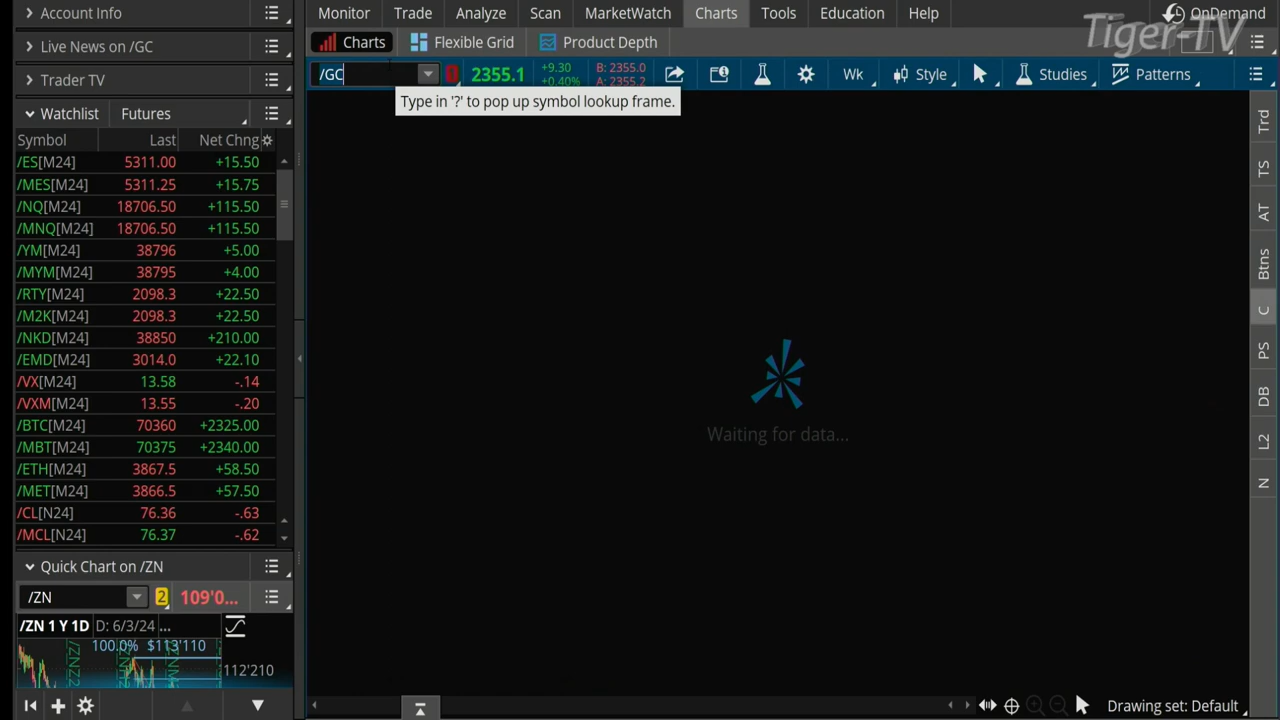 Account Info
Live News on /GC
Trader TV
Watchlist Futures
Symbol Last Net Chng
/ES[M24] 5311.00 +15.50
/MES[M24] 5311.25 +15.75
/NQ[M24] 18706.50 +115.50
/MNQ[M24] 18706.50 +115.50
/YM[M24] 38796 +5.00
/MYM[M24] 38795 +4.00
/RTY[M24] 2098.3 +22.50
/M2K[M24] 2098.3 +22.50
/NKD[M24] 38850 +210.00
/EMD[M24] 3014.0 +22.10
/VX[M24] 13.58 -.14
/VXM[M24] 13.55 -.20
/BTC[M24] 70360 +2325.00
/MBT[M24] 70375 +2340.00
/ETH[M24] 3867.5 +58.50
/MET[M24] 3866.5 +57.50
/CL[N24] 76.36 -.63
/MCL[N24] 76.37 -.62
Quick Chart on /ZN
/ZN 2 109'0...
/ZN 1 Y 1D D: 6/3/24 ...
100.0% $113'110
112'210
Monitor Trade Analyze Scan MarketWatch Charts Tools Education Help OnDemand
Tiger-TV
Charts Flexible Grid Product Depth
/GC 2355.1 +9.30 B: 2355.0 Wk Style Studies Patterns
+0.40% A: 2355.2
Type in '?' to pop up symbol lookup frame.
Waiting for data...
Trd
TS
AT
Btns
C
PS
DB
L2
N
Drawing set: Default